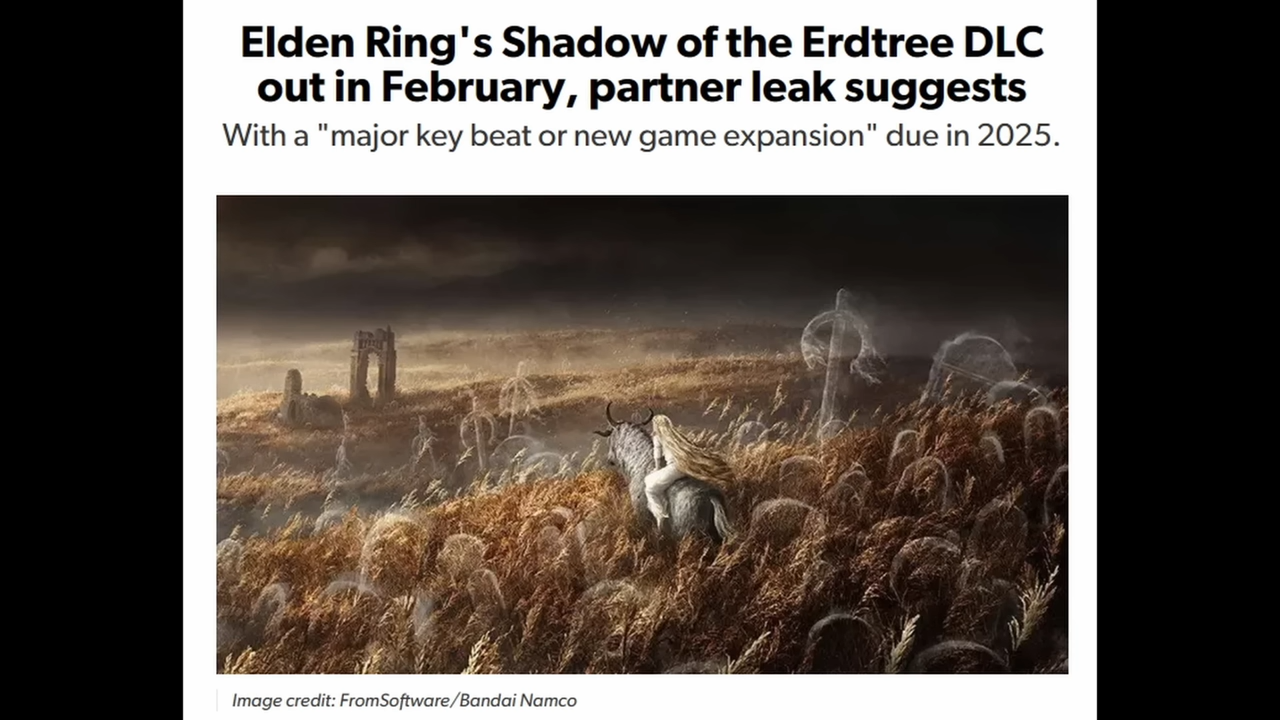 Elden Ring's Shadow of the Erdtree DLC
out in February, partner leak suggests
With a "major key beat or new game expansion" due in 2025.
Image credit: FromSoftware/Bandai Namco